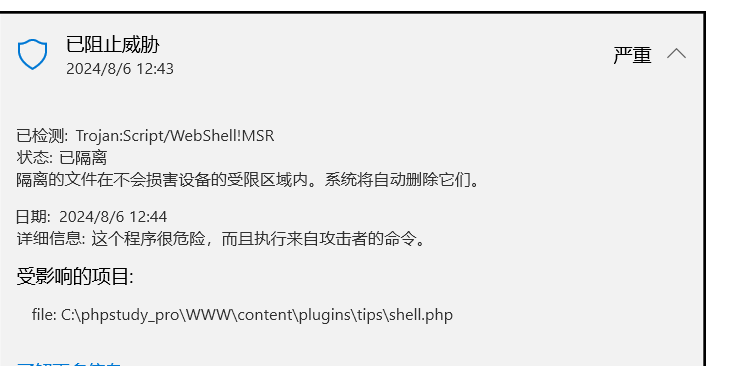 已阻止威胁
2024/8/6 12:43
严重
已检测: Trojan:Script/WebShell!MSR
状态: 已隔离
隔离的文件在不会损害设备的受限区域内。系统将自动删除它们。
日期: 2024/8/6 12:44
详细信息: 这个程序很危险，而且执行来自攻击者的命令。
受影响的项目:
file: C:\phpstudy_pro\WWW\content\plugins\tips\shell.php